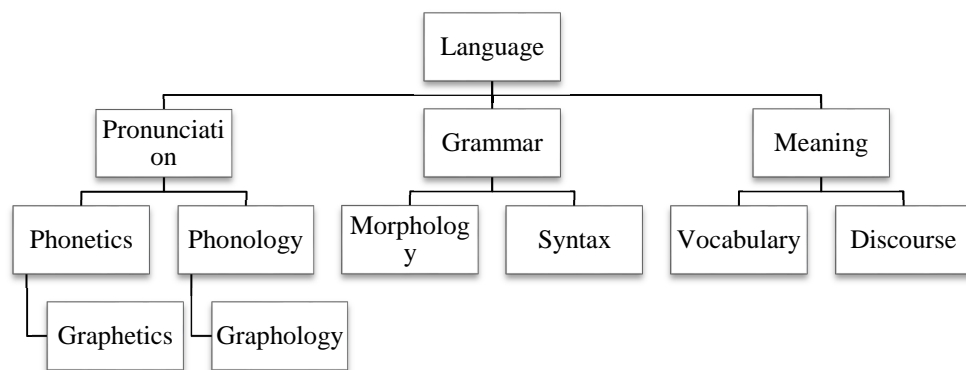 Language
Pronunciati
on
Grammar
Meaning
Phonetics
Phonology
Morpholog
y
Syntax
Vocabulary
Discourse
Graphetics
Graphology